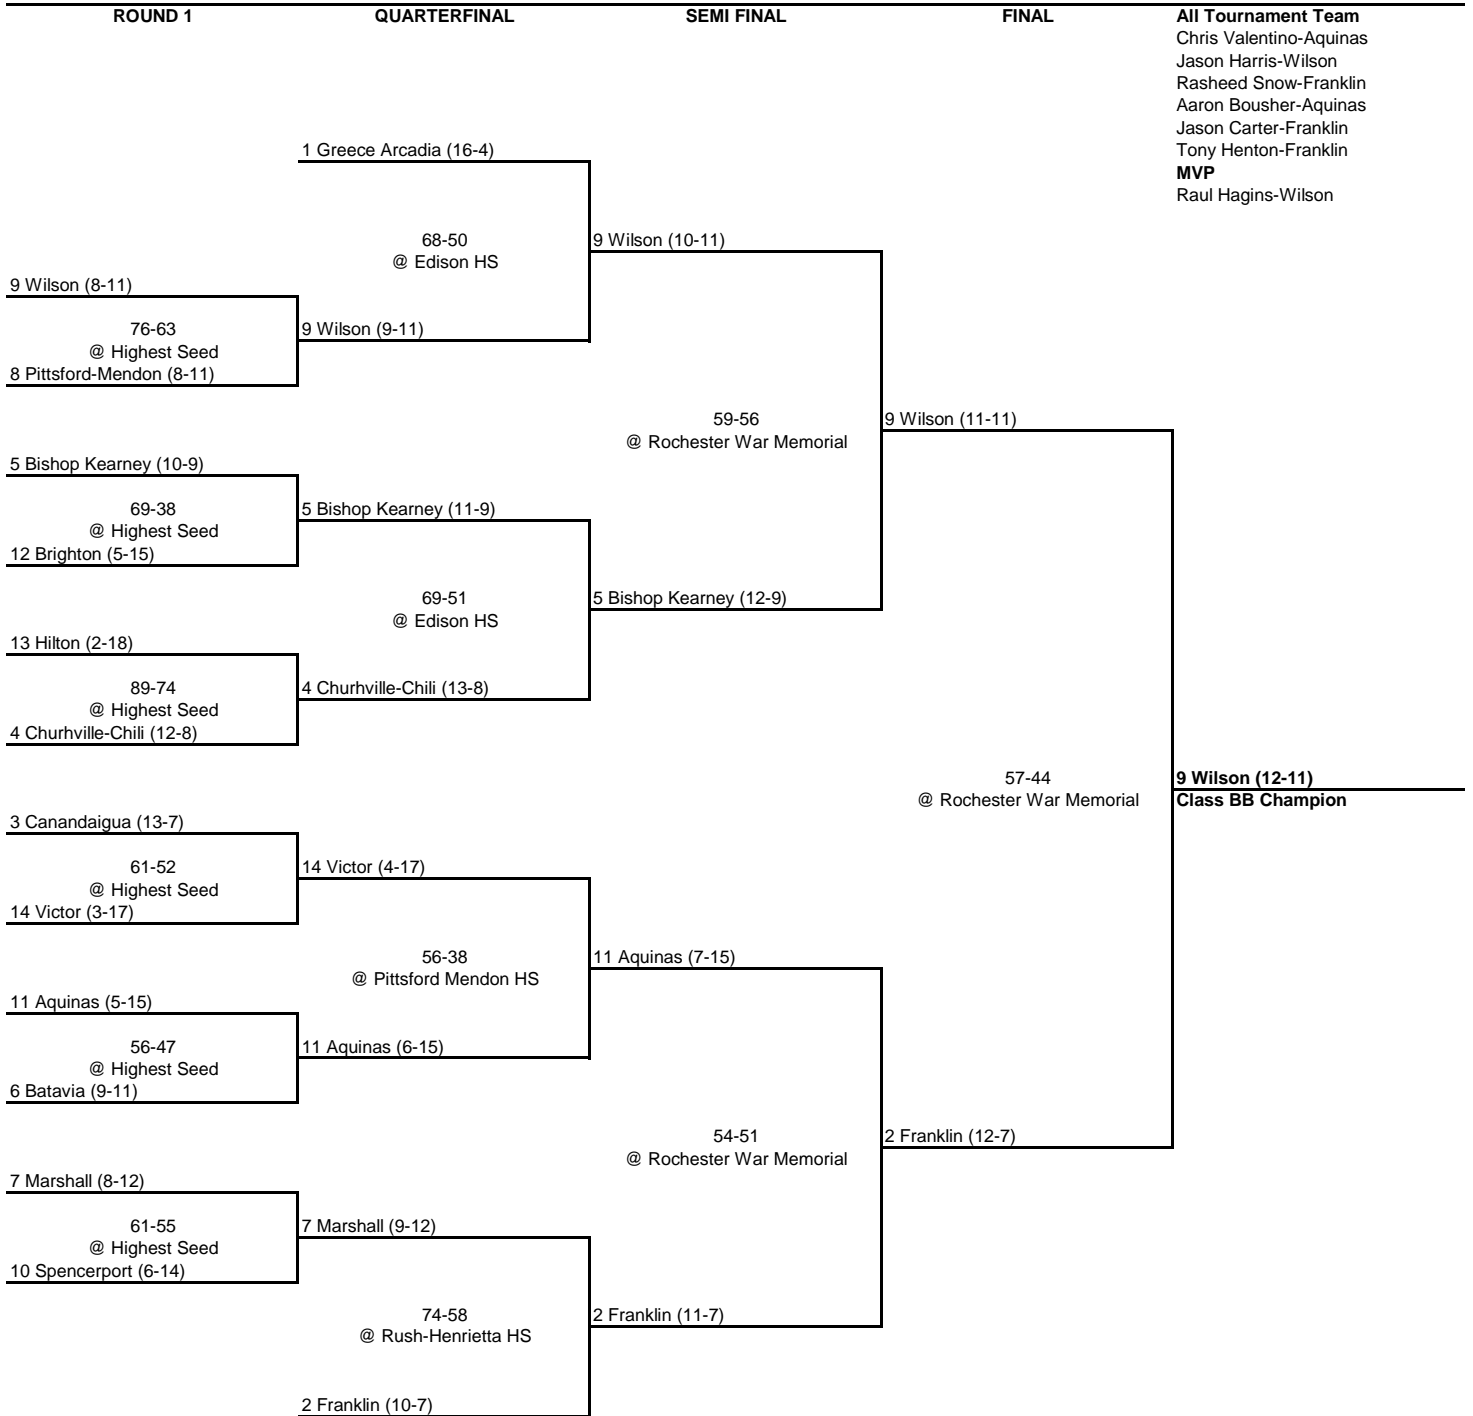 ROUND 1
QUARTERFINAL
SEMI FINAL
FINAL
All Tournament Team
Chris Valentino-Aquinas
Jason Harris-Wilson
Rasheed Snow-Franklin
Aaron Bousher-Aquinas
Jason Carter-Franklin
Tony Henton-Franklin
MVP
Raul Hagins-Wilson
1 Greece Arcadia (16-4)
68-50
@ Edison HS
9 Wilson (10-11)
9 Wilson (8-11)
76-63
@ Highest Seed
9 Wilson (9-11)
8 Pittsford-Mendon (8-11)
59-56
@ Rochester War Memorial
9 Wilson (11-11)
5 Bishop Kearney (10-9)
69-38
@ Highest Seed
5 Bishop Kearney (11-9)
12 Brighton (5-15)
69-51
@ Edison HS
5 Bishop Kearney (12-9)
13 Hilton (2-18)
89-74
@ Highest Seed
4 Churhville-Chili (13-8)
4 Churhville-Chili (12-8)
57-44
@ Rochester War Memorial
9 Wilson (12-11)
Class BB Champion
3 Canandaigua (13-7)
61-52
@ Highest Seed
14 Victor (4-17)
14 Victor (3-17)
56-38
@ Pittsford Mendon HS
11 Aquinas (7-15)
11 Aquinas (5-15)
56-47
@ Highest Seed
11 Aquinas (6-15)
6 Batavia (9-11)
54-51
@ Rochester War Memorial
2 Franklin (12-7)
7 Marshall (8-12)
61-55
@ Highest Seed
7 Marshall (9-12)
10 Spencerport (6-14)
74-58
@ Rush-Henrietta HS
2 Franklin (11-7)
2 Franklin (10-7)